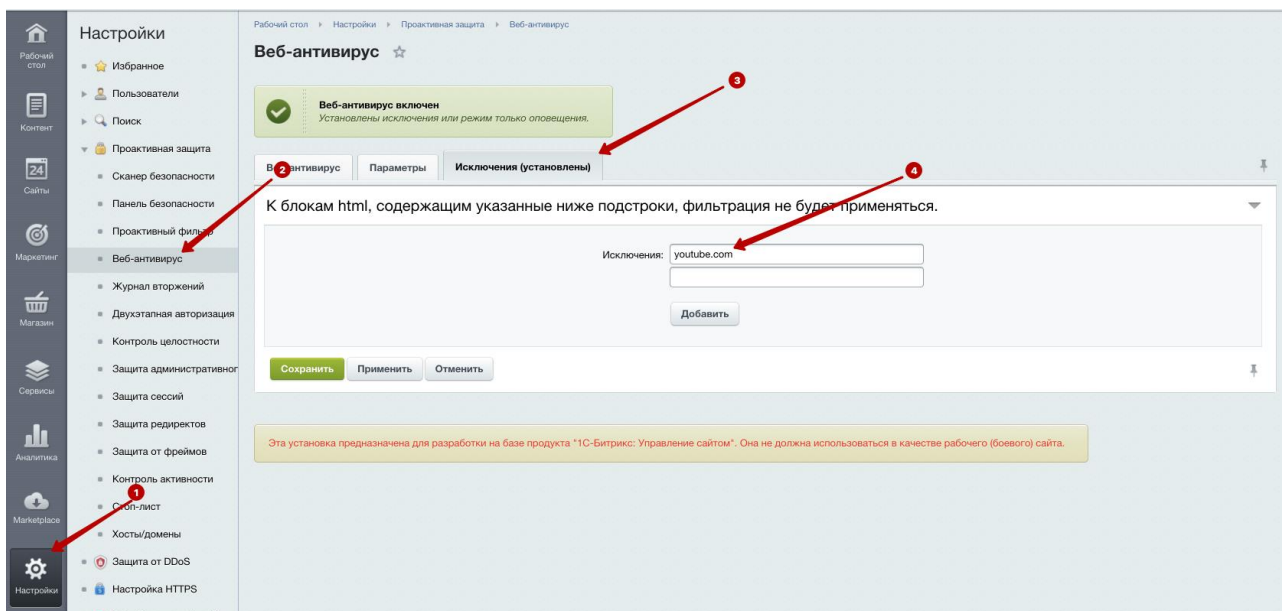 Рабочий
стол
Контент
24
Сайты
Маркетинг
Магазин
Сервисы
Аналитика
Marketplace
Настройки
Настройки
Избранное
Пользователи
Поиск
Проактивная защита
Сканер безопасности
Панель безопасности
Проактивный фильтр
Веб-антивирус
Журнал вторжений
Двухэтапная авторизация
Контроль целостности
Защита административног
Защита сессий
Защита редиректов
Защита от фреймов
Контроль активности
Стоп-лист
Хосты/домены
Защита от DDoS
Настройка HTTPS
Рабочий стол Настройки Проактивная защита Веб-антивирус
Веб-антивирус
Веб-антивирус включен
Установлены исключения или режим только оповещения.
Веб-антивирус Параметры Исключения (установлены)
К блокам html, содержащим указанные ниже подстроки, фильтрация не будет применяться.
Исключения: youtube.com
Добавить
Сохранить Применить Отменить
Эта установка предназначена для разработки на базе продукта "1С-Битрикс: Управление сайтом". Она не должна использоваться в качестве рабочего (боевого) сайта.
1
2
3
4